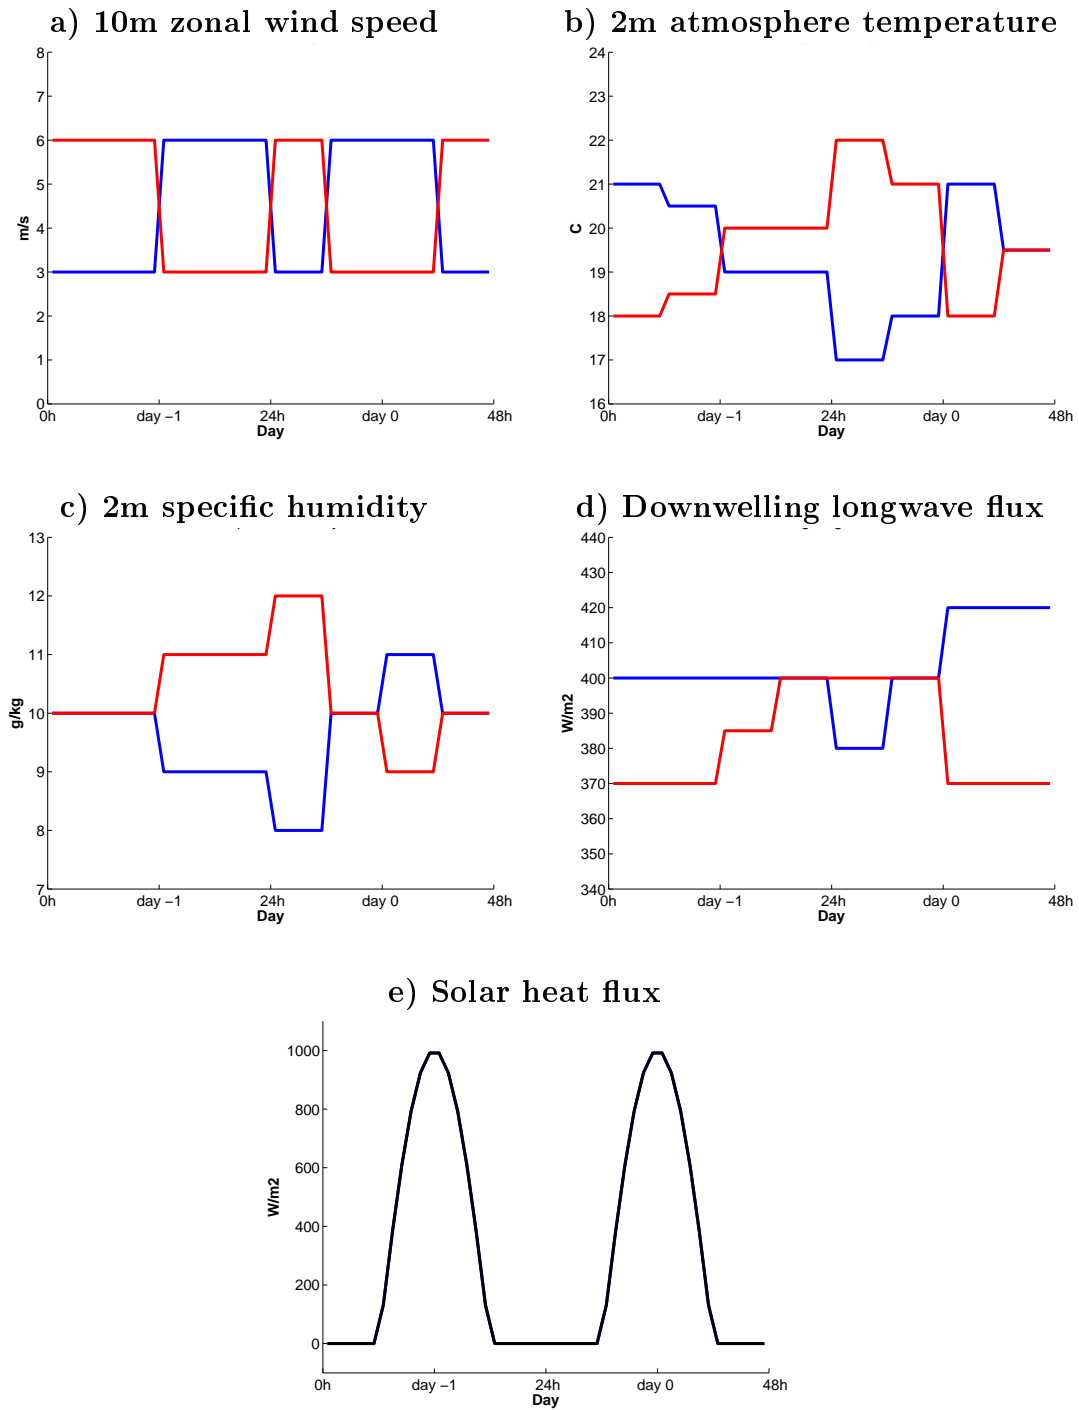 a) 10m zonal wind speed
8
7
6
5
4
3
2
1
0
m/s
0h day −1 24h day 0 48h
Day
b) 2m atmosphere temperature
24
23
22
21
20
19
18
17
16
C
0h day −1 24h day 0 48h
Day
c) 2m specific humidity
13
12
11
10
9
8
7
g/kg
0h day −1 24h day 0 48h
Day
d) Downwelling longwave flux
440
430
420
410
400
390
380
370
360
350
340
W/m2
0h day −1 24h day 0 48h
Day
e) Solar heat flux
1000
800
600
400
200
0
W/m2
0h day −1 24h day 0 48h
Day